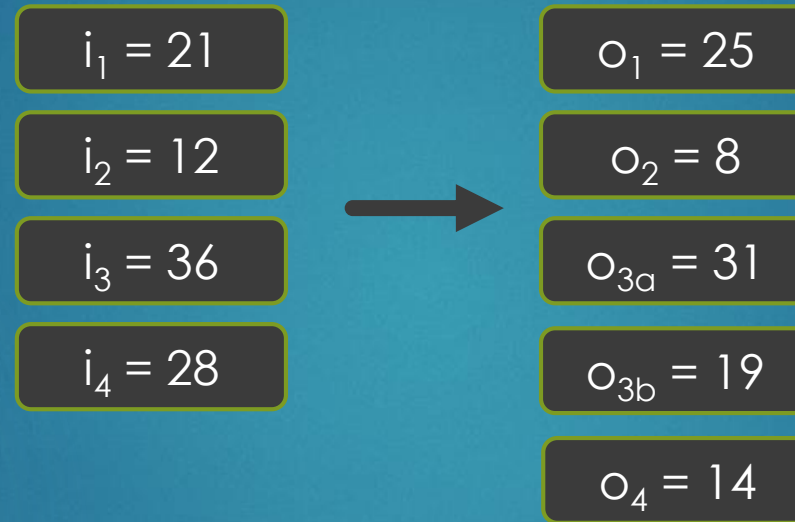 i₁ = 21
i₂ = 12
i₃ = 36
i₄ = 28
o₁ = 25
o₂ = 8
o₃ₐ = 31
o₃b = 19
o₄ = 14